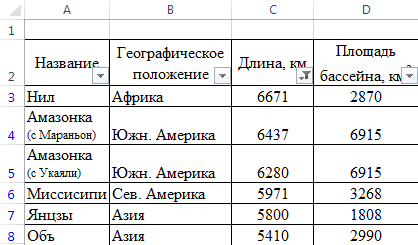 A B C D
1
Географическое Площадь
2 Название положение Длина, км бассейна, км
3 Нил Африка 6671 2870
Амазонка
4 (с Мараньон) Южн. Америка 6437 6915
Амазонка
5 (с Укаяли) Южн. Америка 6280 6915
6 Миссисипи Сев. Америка 5971 3268
7 Янцзы Азия 5800 1808
8 Объ Азия 5410 2990